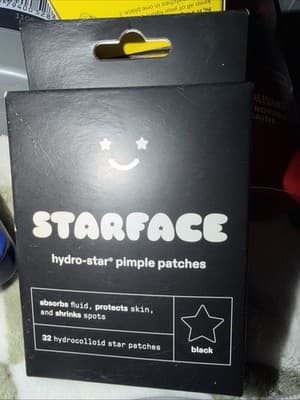 STARFACE
hydro-star® pimple patches
absorbs fluid, protects skin,
and shrinks spots
32 hydrocolloid star patches
black